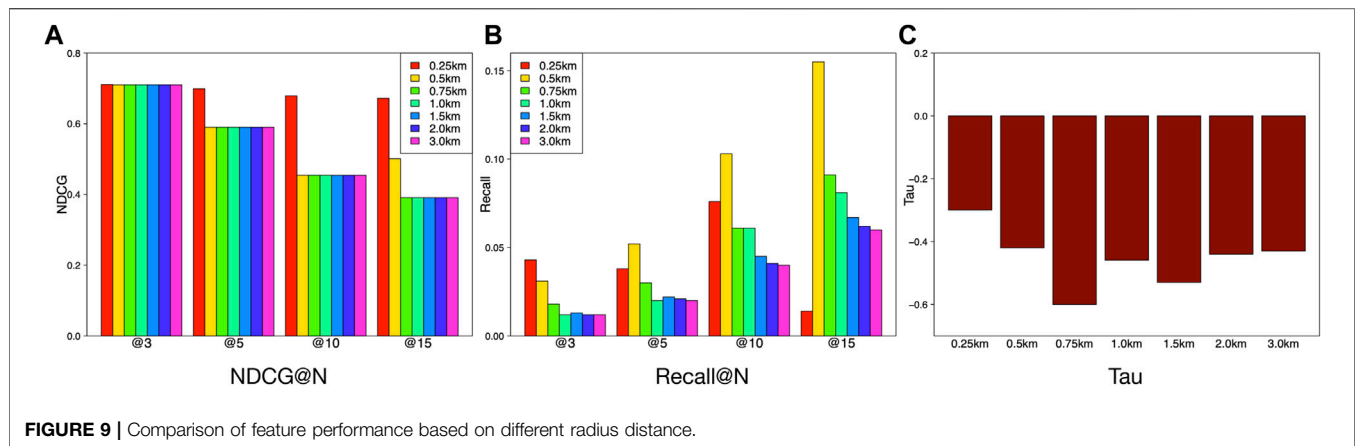 A
0.8
0.6
0.4
0.2
0.0
NDCG
0.25km
0.5km
0.75km
1.0km
1.5km
2.0km
3.0km
@3 @5 @10 @15
NDCG@N
B
0.15
0.10
0.05
0.00
Recall
0.25km
0.5km
0.75km
1.0km
1.5km
2.0km
3.0km
@3 @5 @10 @15
Recall@N
C
0.2
0.0
−0.2
−0.4
−0.6
Tau
0.25km 0.5km 0.75km 1.0km 1.5km 2.0km 3.0km
Tau
FIGURE 9 | Comparison of feature performance based on different radius distance.